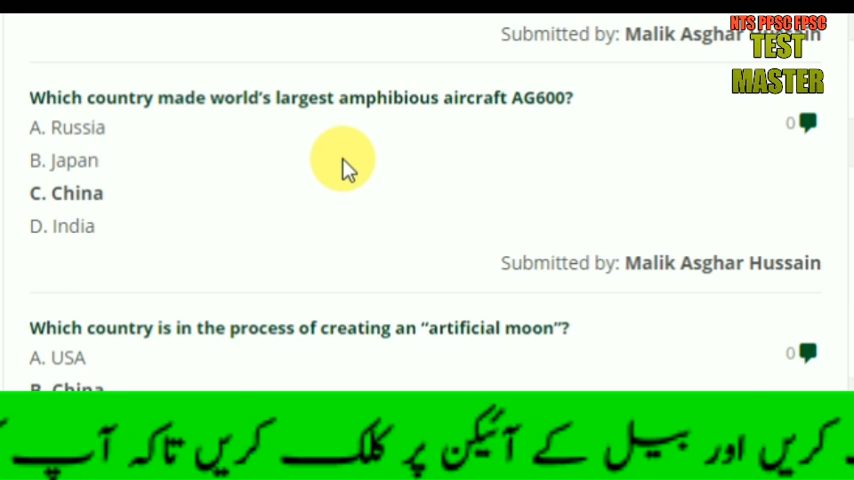 Submitted by: Malik Asghar Hussain
NTS PPSC FPSC
TEST
MASTER
Which country made world's largest amphibious aircraft AG600?
0
A. Russia
B. Japan
C. China
D. India
Submitted by: Malik Asghar Hussain
Which country is in the process of creating an “artificial moon”?
0
A. USA
B. China
کریں اور بیل کے آئیکن پر کلک کریں تاکہ آپ